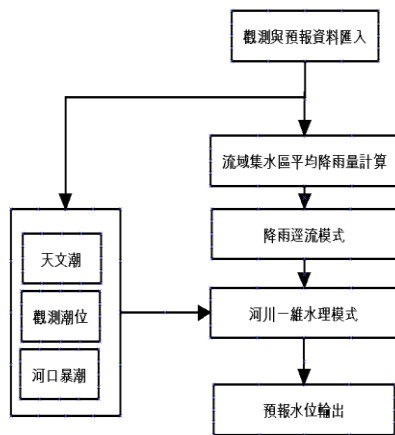 觀測與預報資料匯入
流域集水區平均降雨量計算
降雨逕流模式
天文潮
觀測潮位
河口暴潮
河川一維水理模式
預報水位輸出